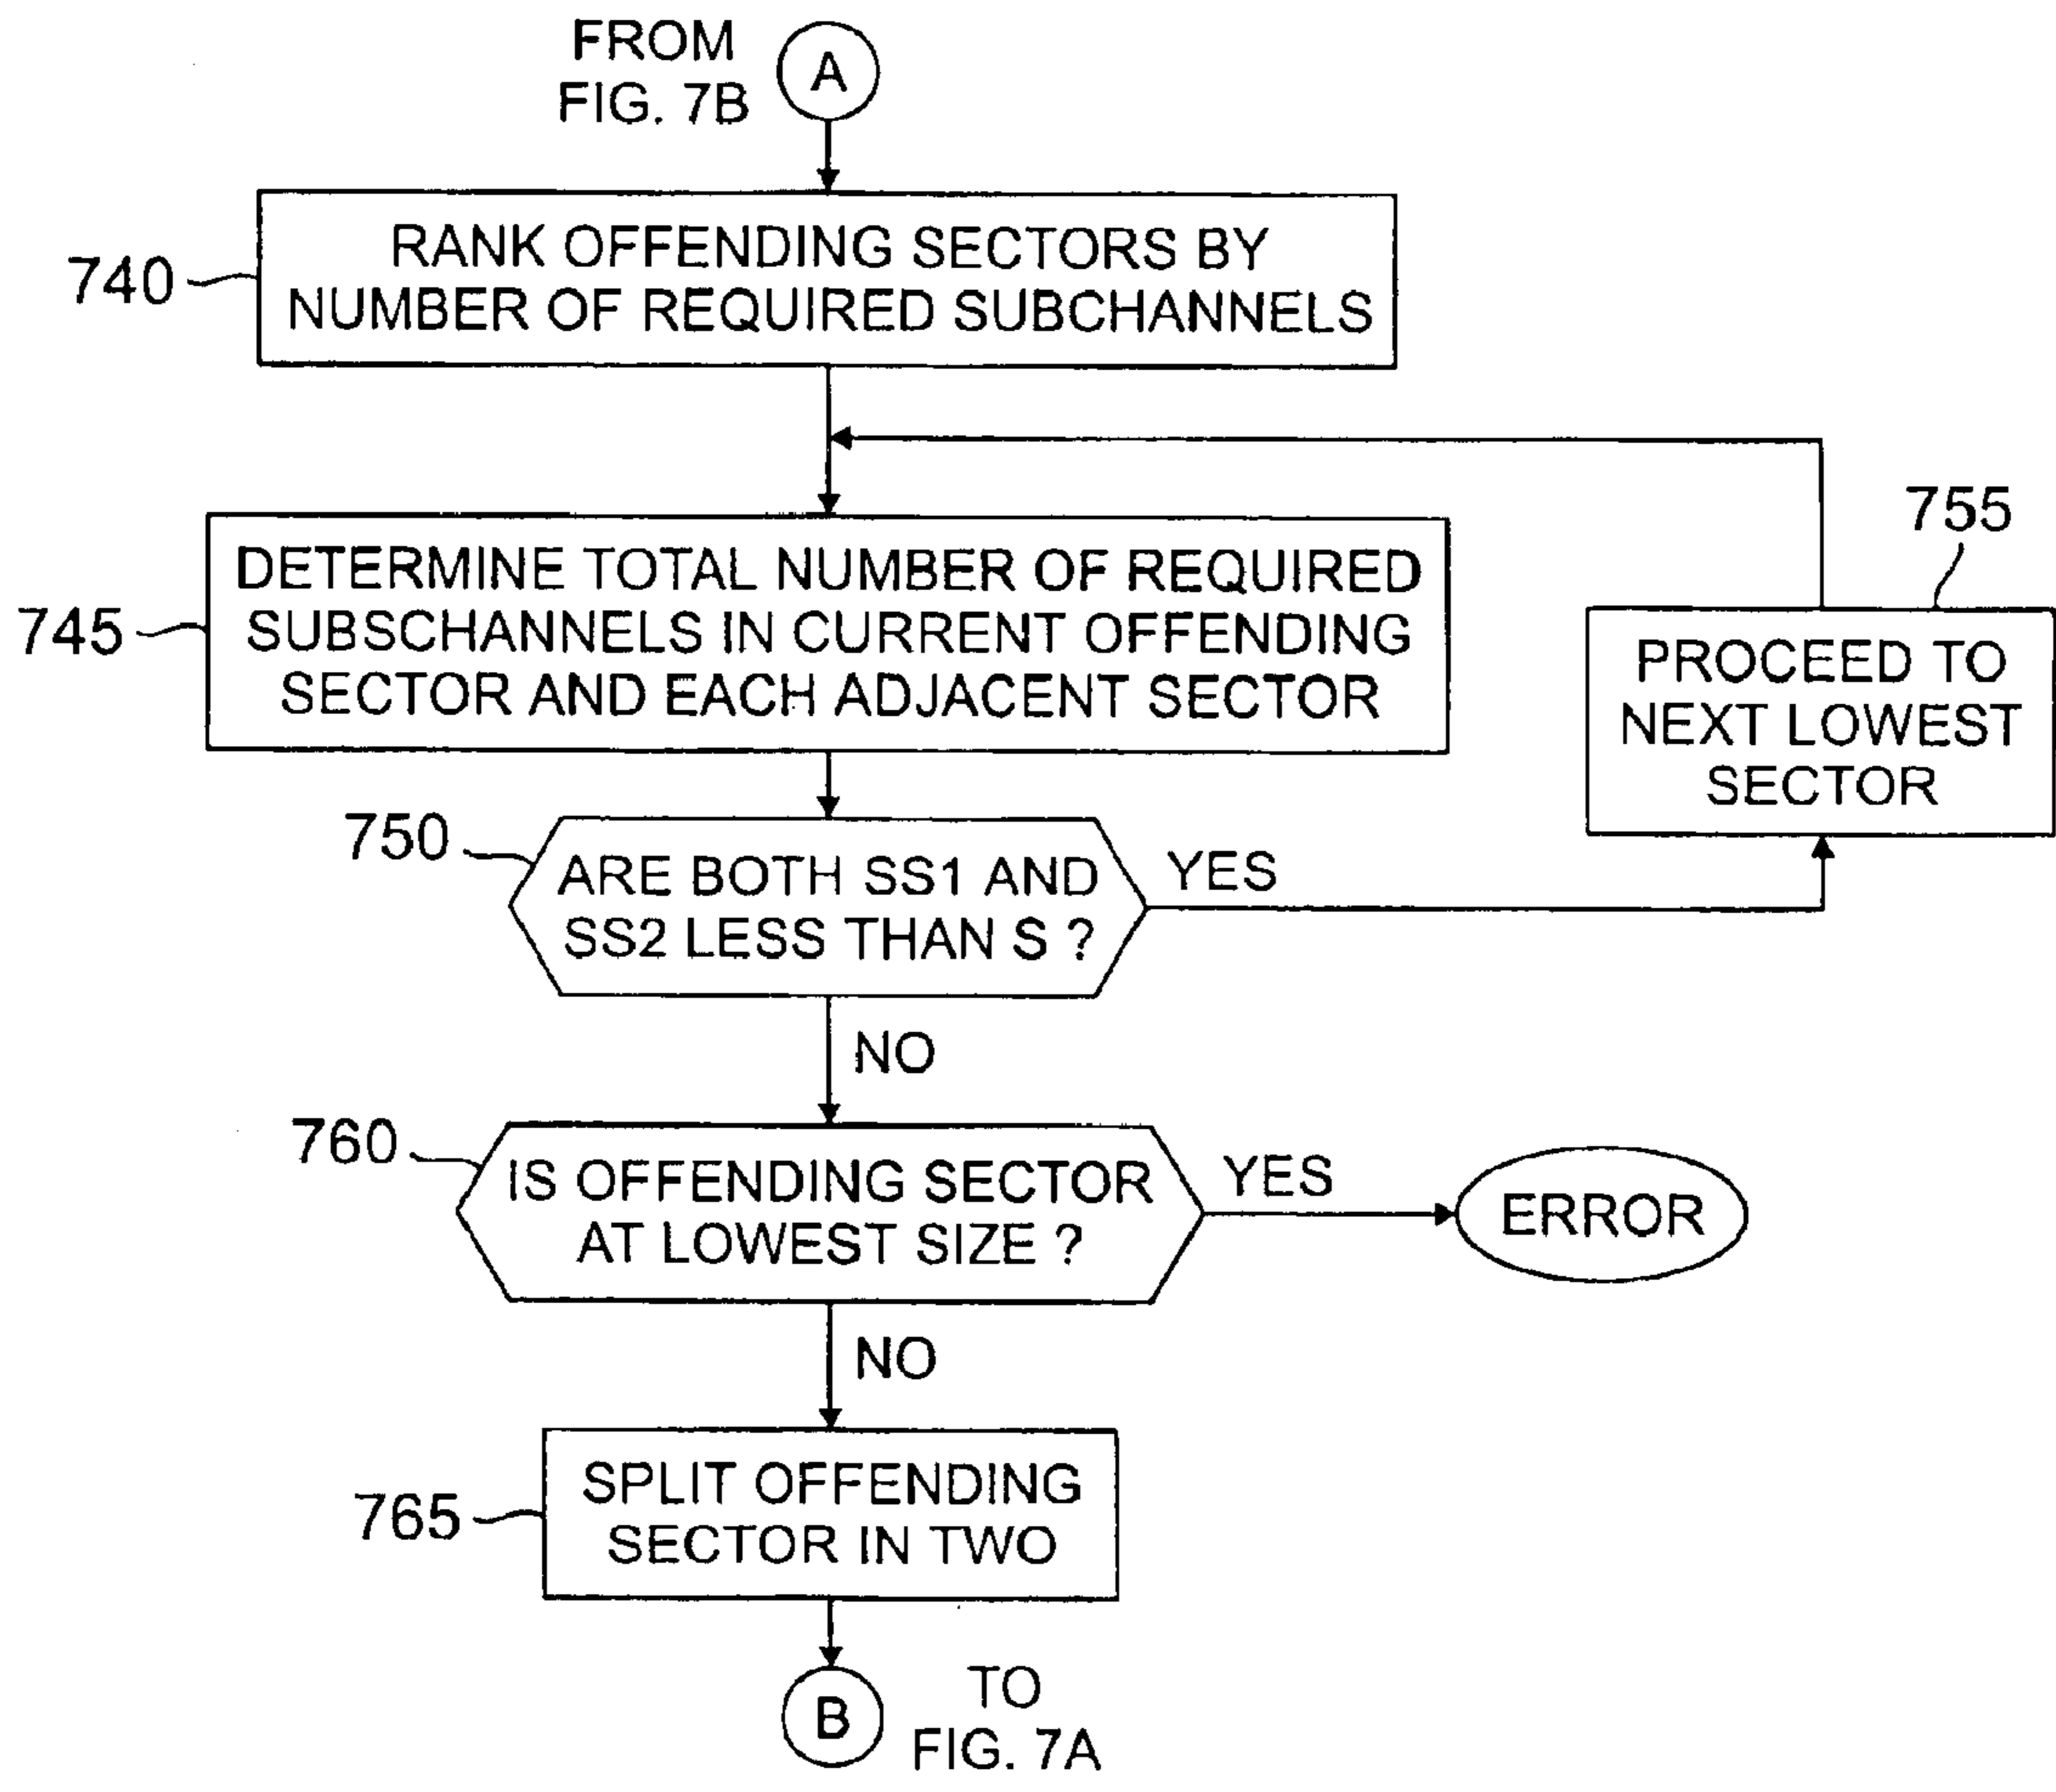 FROM
FIG. 7B
A
740
RANK OFFENDING SECTORS BY
NUMBER OF REQUIRED SUBCHANNELS
745
DETERMINE TOTAL NUMBER OF REQUIRED
SUBSCHANNELS IN CURRENT OFFENDING
SECTOR AND EACH ADJACENT SECTOR
755
PROCEED TO
NEXT LOWEST
SECTOR
750
ARE BOTH SS1 AND
SS2 LESS THAN S ?
YES
NO
760
IS OFFENDING SECTOR
AT LOWEST SIZE ?
YES
ERROR
NO
765
SPLIT OFFENDING
SECTOR IN TWO
B
TO
FIG. 7A